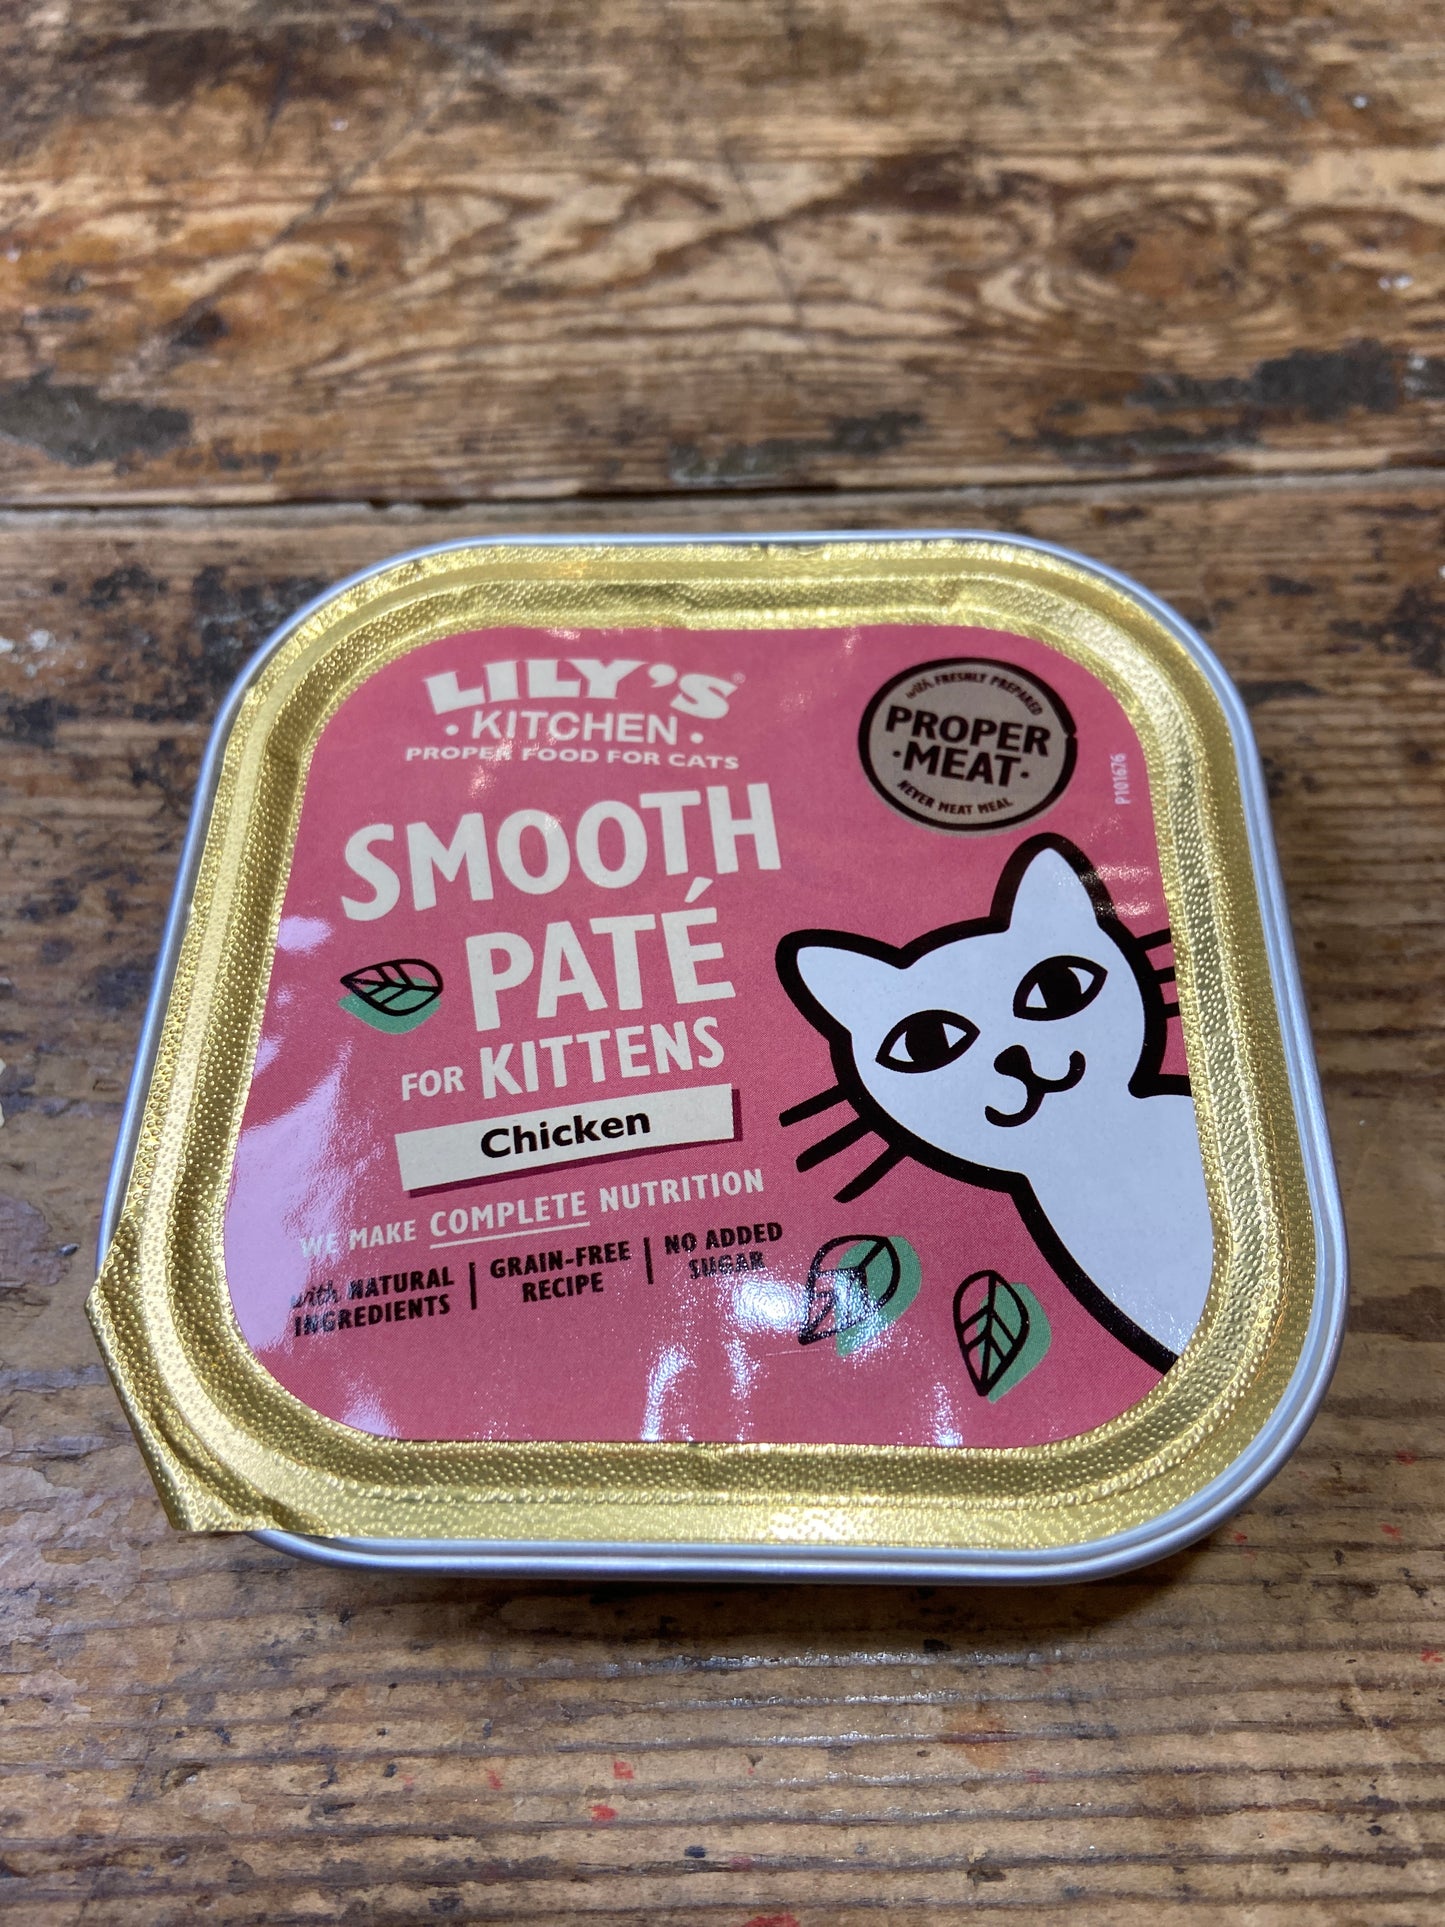 LILY'S®
• KITCHEN •
PROPER FOOD FOR CATS
with FRESHLY PREPARED
PROPER
•MEAT•
NEVER MEAT MEAL
P101676
SMOOTH
PATÉ
FOR KITTENS
Chicken
WE MAKE COMPLETE NUTRITION
with NATURAL
INGREDIENTS
GRAIN-FREE
RECIPE
NO ADDED
SUGAR